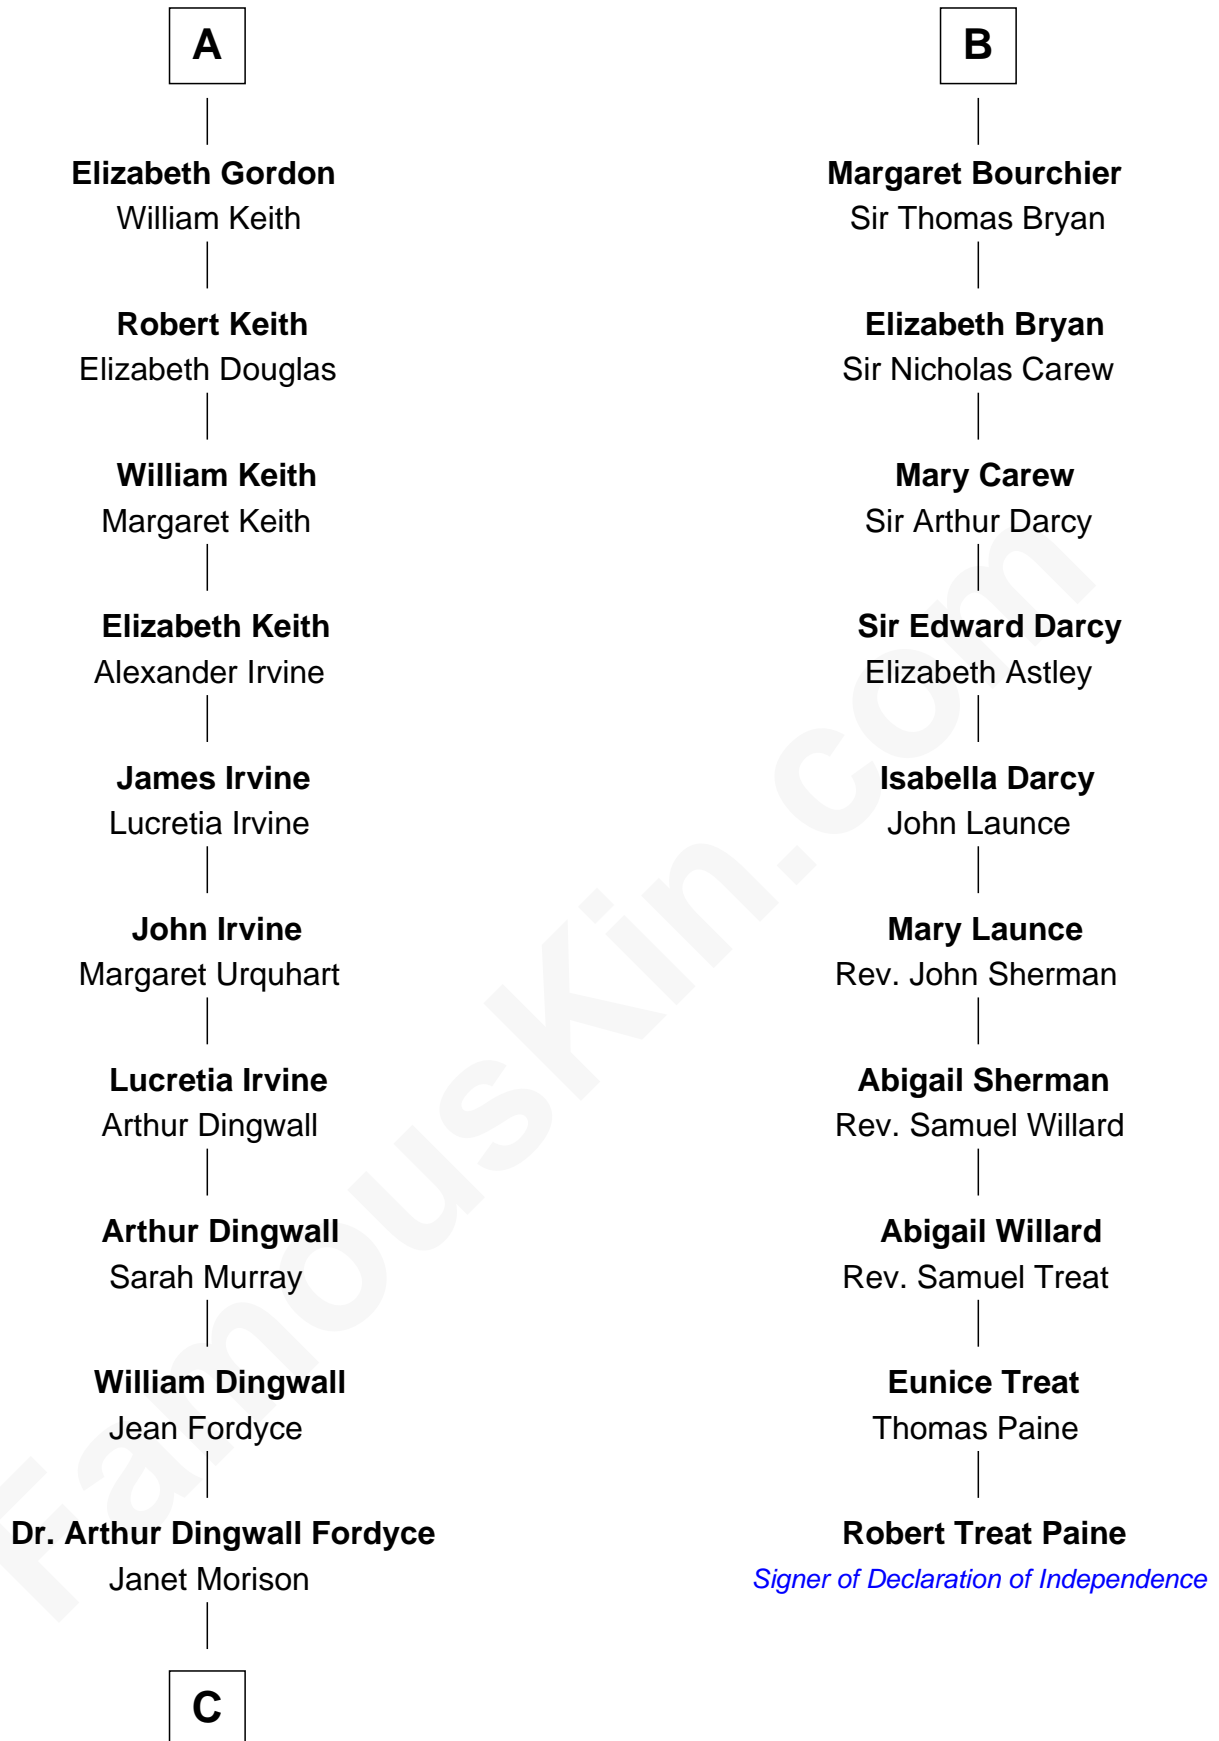 A
Elizabeth Gordon
William Keith
Robert Keith
Elizabeth Douglas
William Keith
Margaret Keith
Elizabeth Keith
Alexander Irvine
James Irvine
Lucretia Irvine
John Irvine
Margaret Urquhart
Lucretia Irvine
Arthur Dingwall
Arthur Dingwall
Sarah Murray
William Dingwall
Jean Fordyce
Dr. Arthur Dingwall Fordyce
Janet Morison
C
B
Margaret Bourchier
Sir Thomas Bryan
Elizabeth Bryan
Sir Nicholas Carew
Mary Carew
Sir Arthur Darcy
Sir Edward Darcy
Elizabeth Astley
Isabella Darcy
John Launce
Mary Launce
Rev. John Sherman
Abigail Sherman
Rev. Samuel Willard
Abigail Willard
Rev. Samuel Treat
Eunice Treat
Thomas Paine
Robert Treat Paine
Signer of Declaration of Independence
FamousKin.com